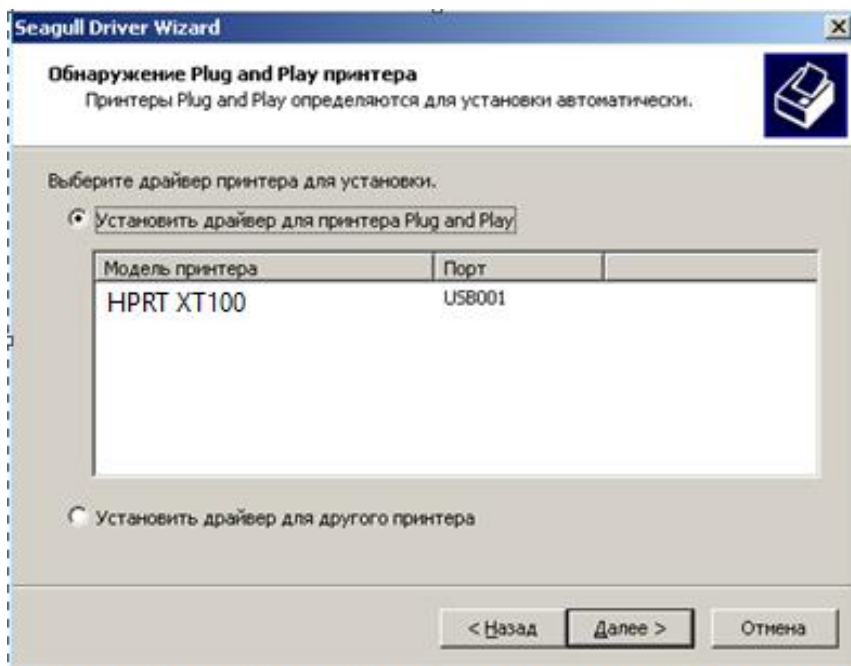 Seagull Driver Wizard
Обнаружение Plug and Play принтера
Принтеры Plug and Play определяются для установки автоматически.
Выберите драйвер принтера для установки.
Установить драйвер для принтера Plug and Play
Модель принтера Порт
HPRT XT100 USB001
Установить драйвер для другого принтера
< Назад Далее > Отмена